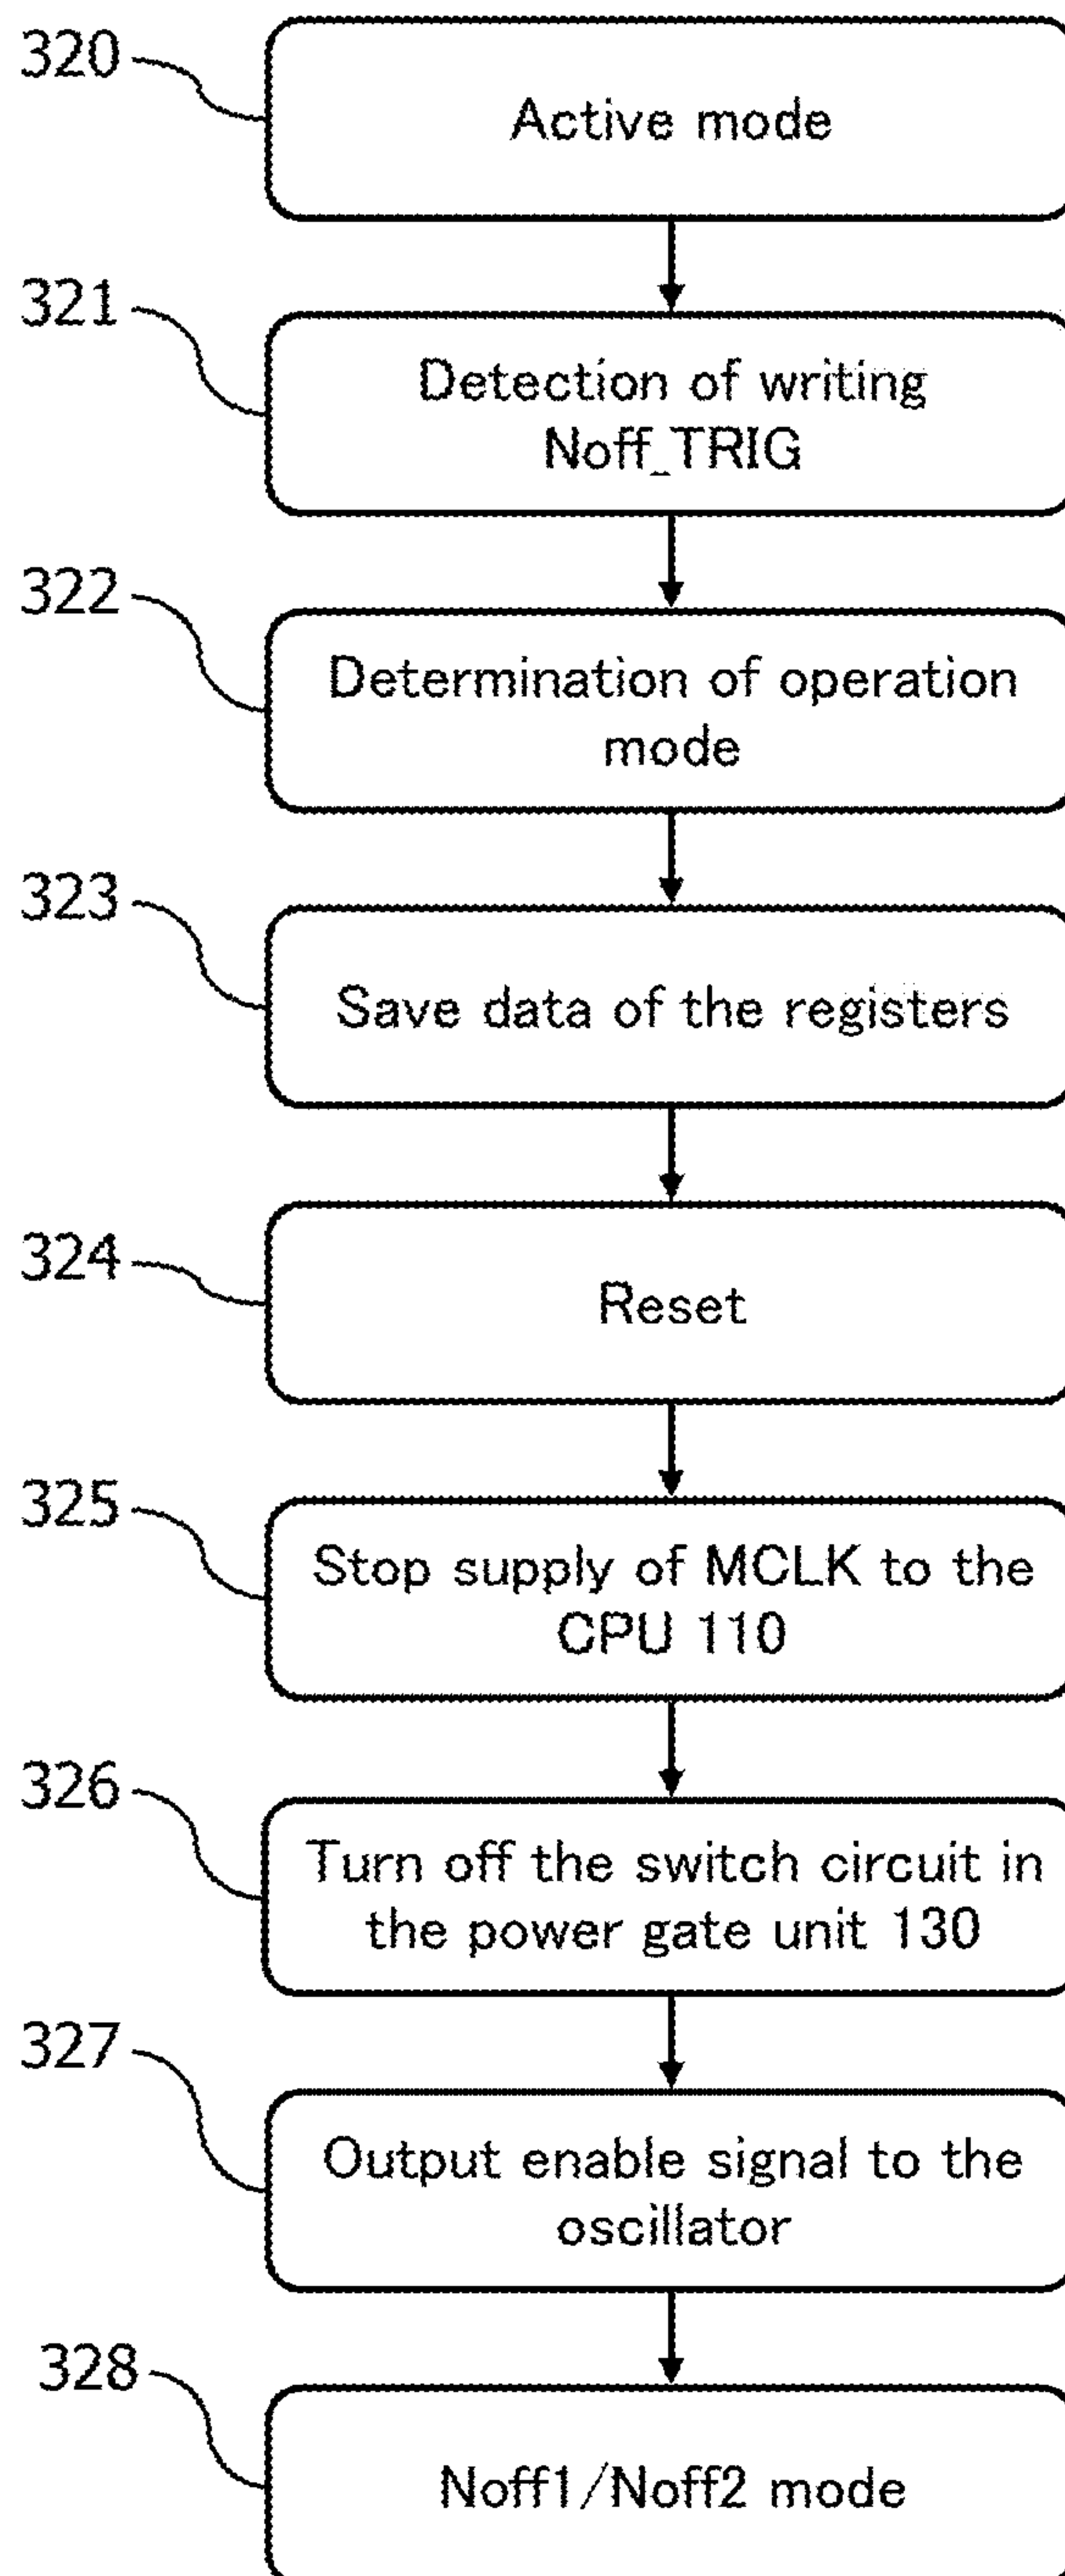 320
Active mode
321
Detection of writing
Noff_TRIG
322
Determination of operation
mode
323
Save data of the registers
324
Reset
325
Stop supply of MCLK to the
CPU 110
326
Turn off the switch circuit in
the power gate unit 130
327
Output enable signal to the
oscillator
328
Noff1/Noff2 mode